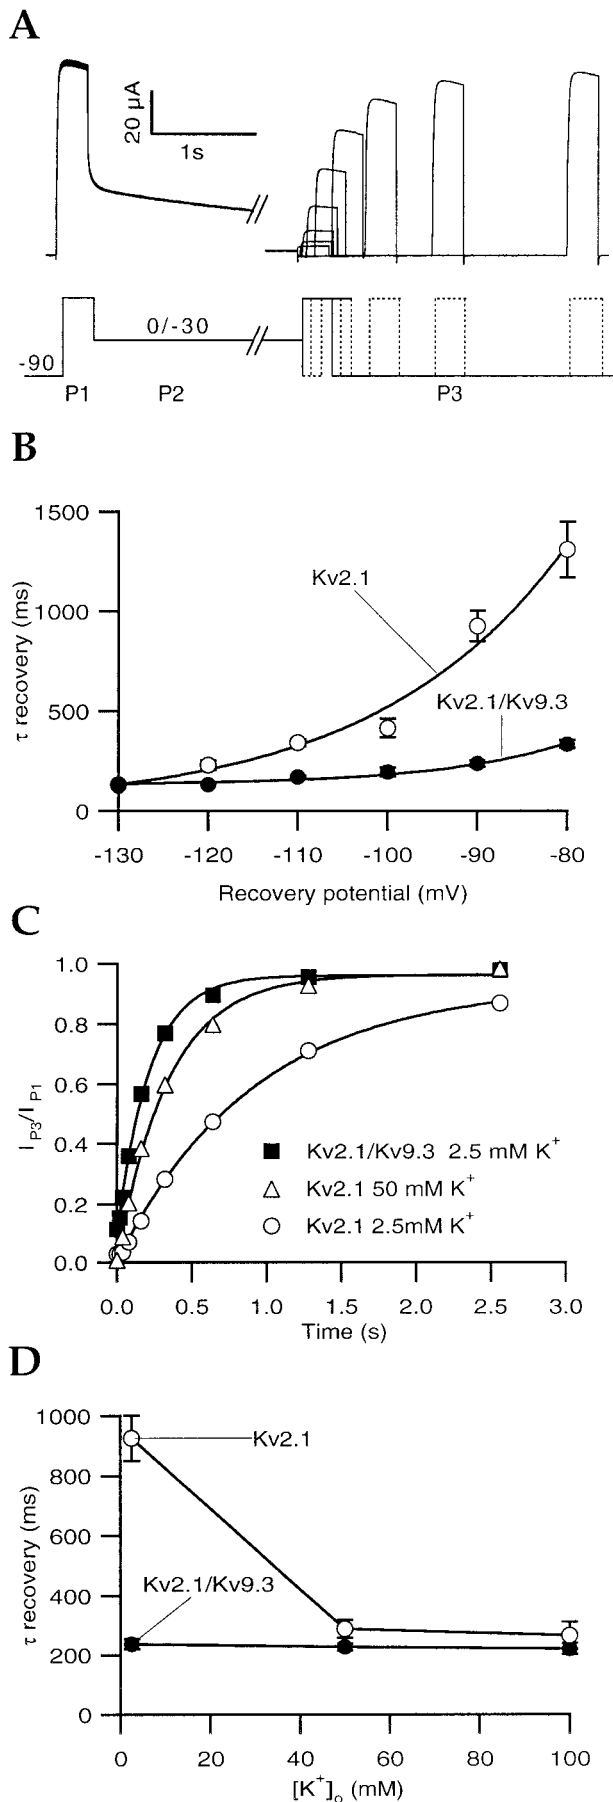 A
20 µA
1s
0/-30
-90
P1
P2
P3
B
1500
1000
500
0
τ recovery (ms)
Kv2.1
Kv2.1/Kv9.3
-130
-120
-110
-100
-90
-80
Recovery potential (mV)
C
1.0
0.8
0.6
0.4
0.2
0.0
I_P3/I_P1
Kv2.1/Kv9.3 2.5 mM K⁺
Kv2.1 50 mM K⁺
Kv2.1 2.5mM K⁺
0.0
0.5
1.0
1.5
2.0
2.5
3.0
Time (s)
D
1000
800
600
400
200
0
τ recovery (ms)
Kv2.1
Kv2.1/Kv9.3
0
20
40
60
80
100
[K⁺]ₒ (mM)